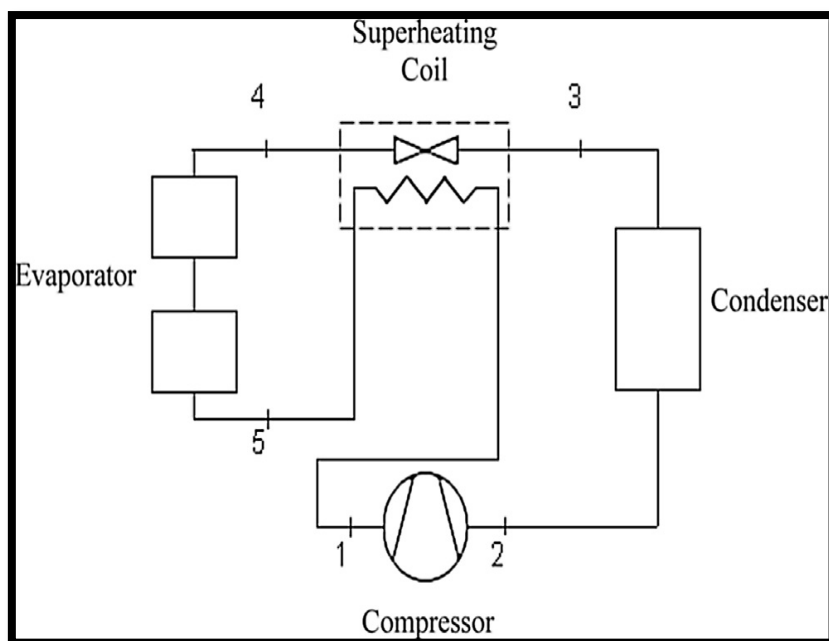 Superheating
Coil
4
3
Evaporator
Condenser
5
1
2
Compressor